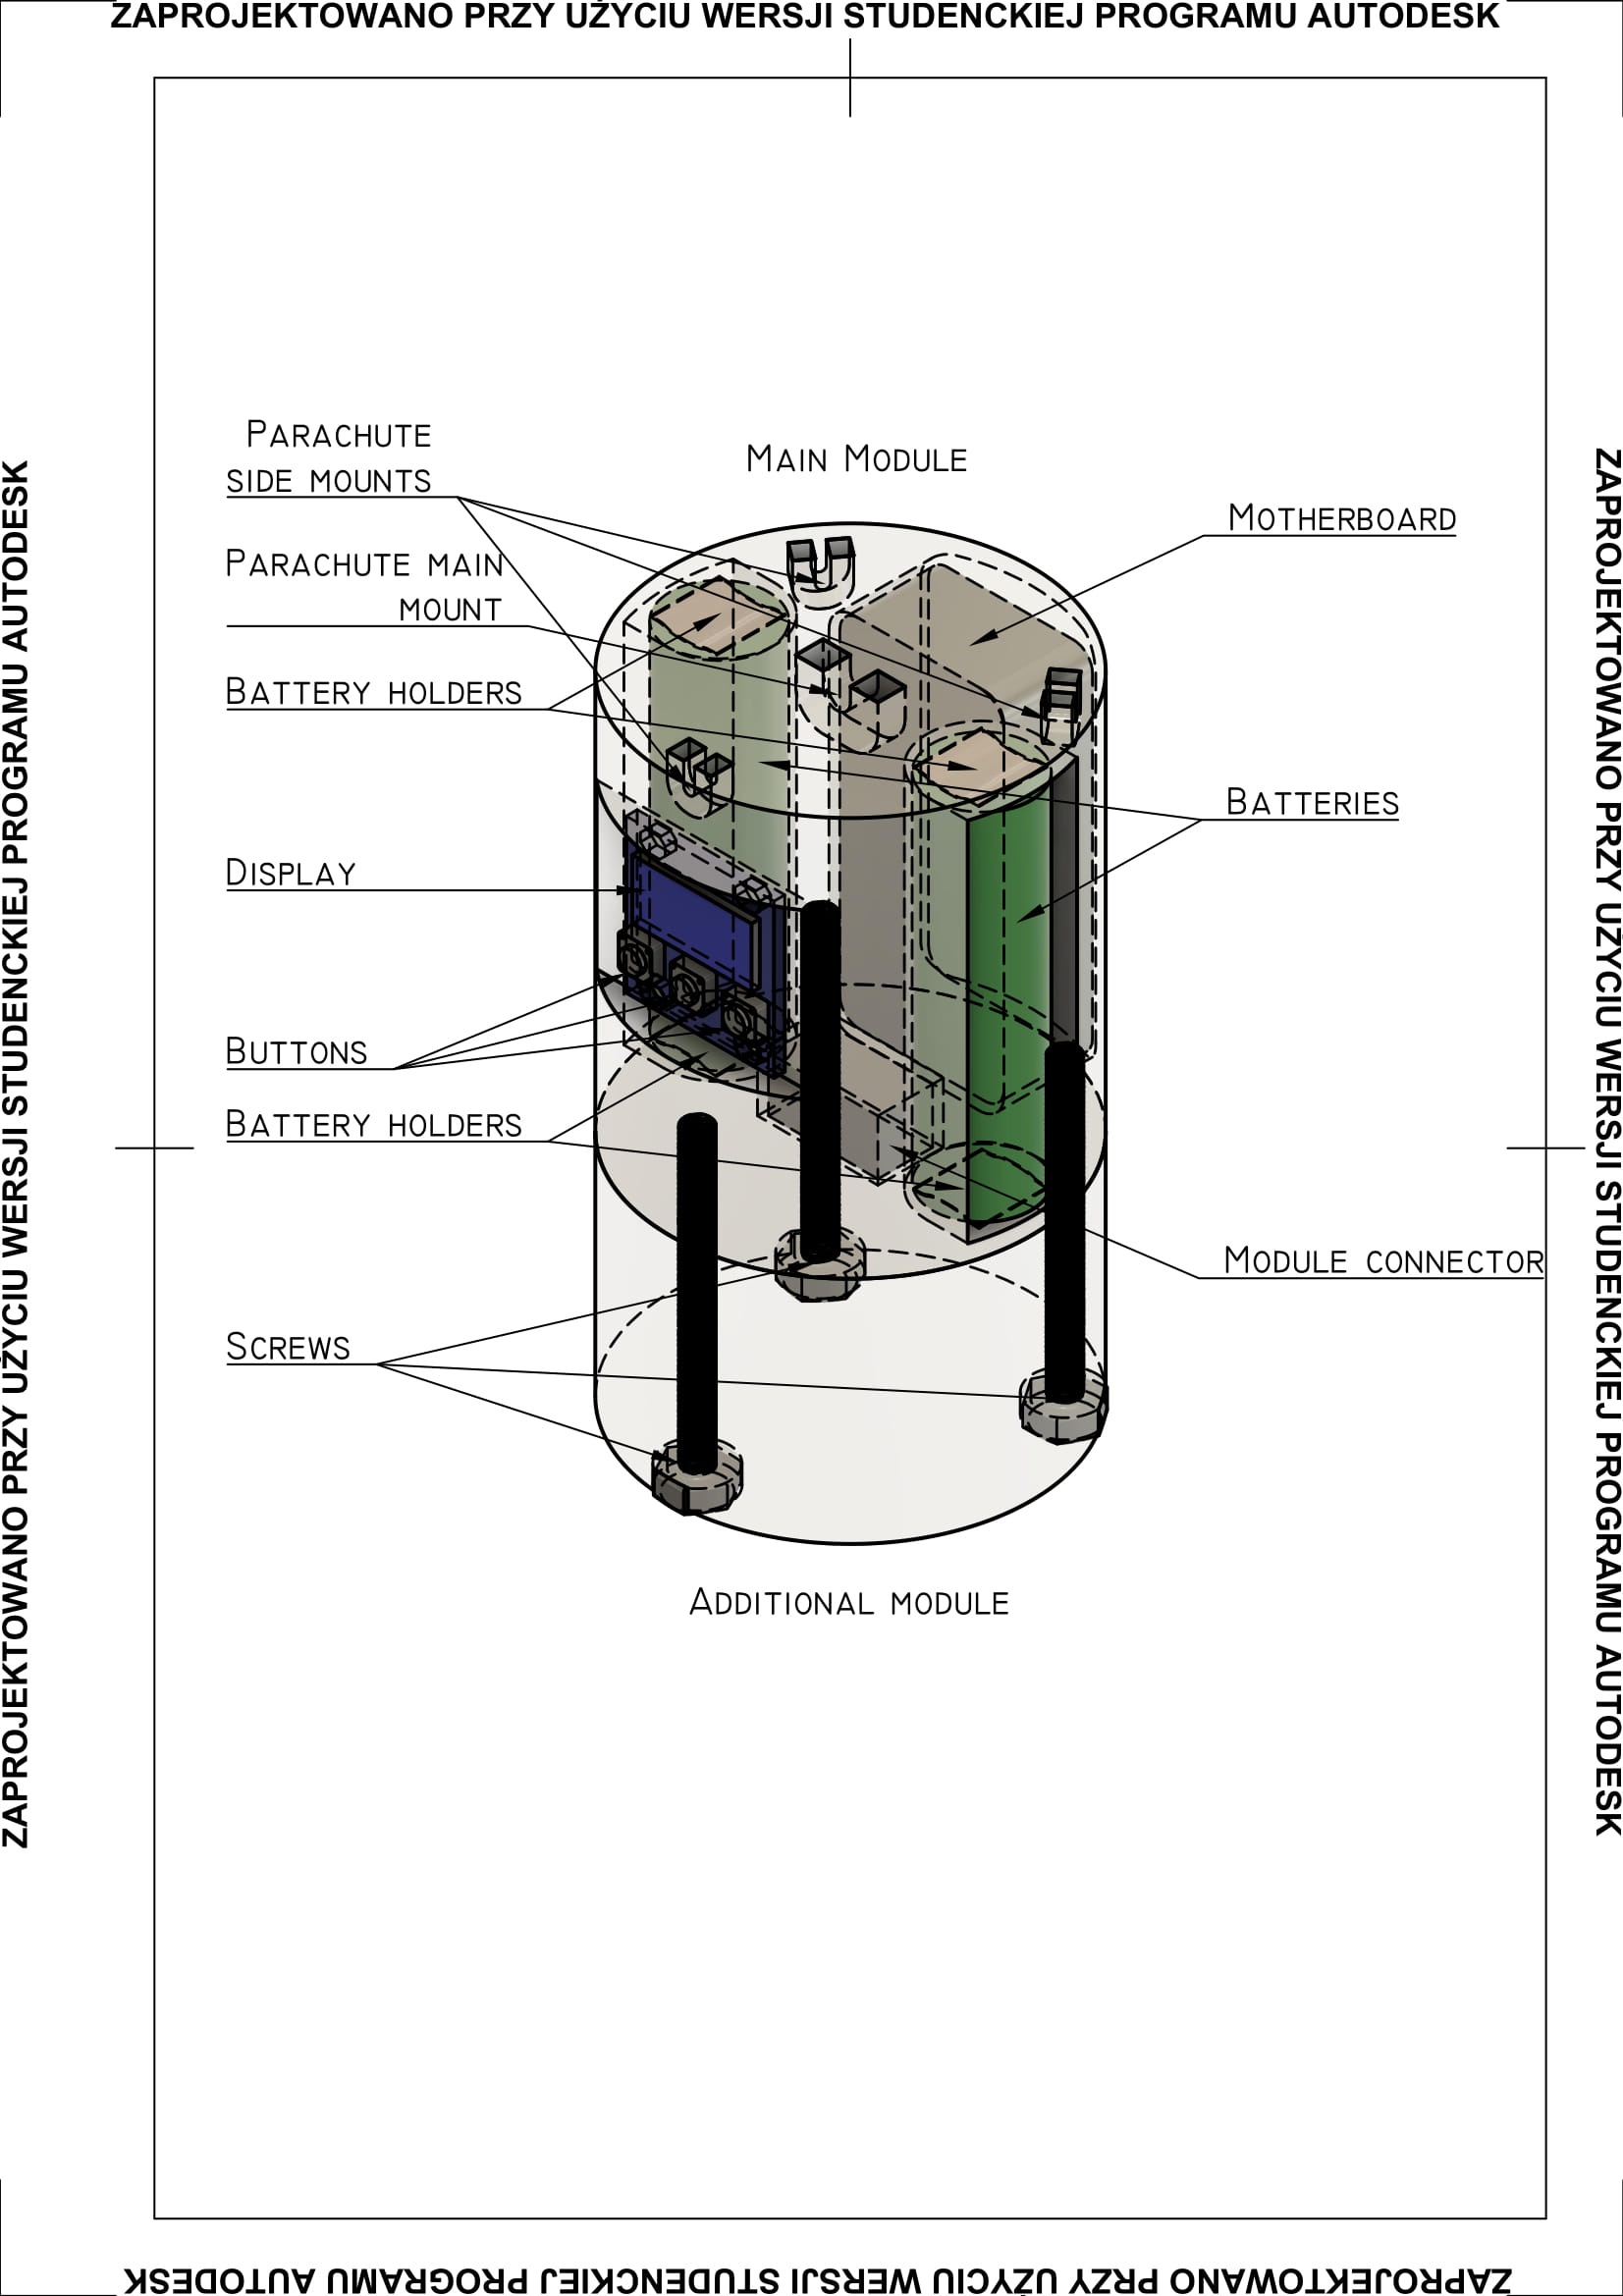 ZAPROJEKTOWANO PRZY UŻYCIU WERSJI STUDENCKIEJ PROGRAMU AUTODESK
ZAPROJEKTOWANO PRZY UŻYCIU WERSJI STUDENCKIEJ PROGRAMU AUTODESK
ZAPROJEKTOWANO PRZY UŻYCIU WERSJI STUDENCKIEJ PROGRAMU AUTODESK
PARACHUTE
SIDE MOUNTS
MAIN MODULE
MOTHERBOARD
PARACHUTE MAIN
MOUNT
BATTERY HOLDERS
BATTERIES
DISPLAY
BUTTONS
BATTERY HOLDERS
MODULE CONNECTOR
SCREWS
ADDITIONAL MODULE
ZAPROJEKTOWANO PRZY UŻYCIU WERSJI STUDENCKIEJ PROGRAMU AUTODESK